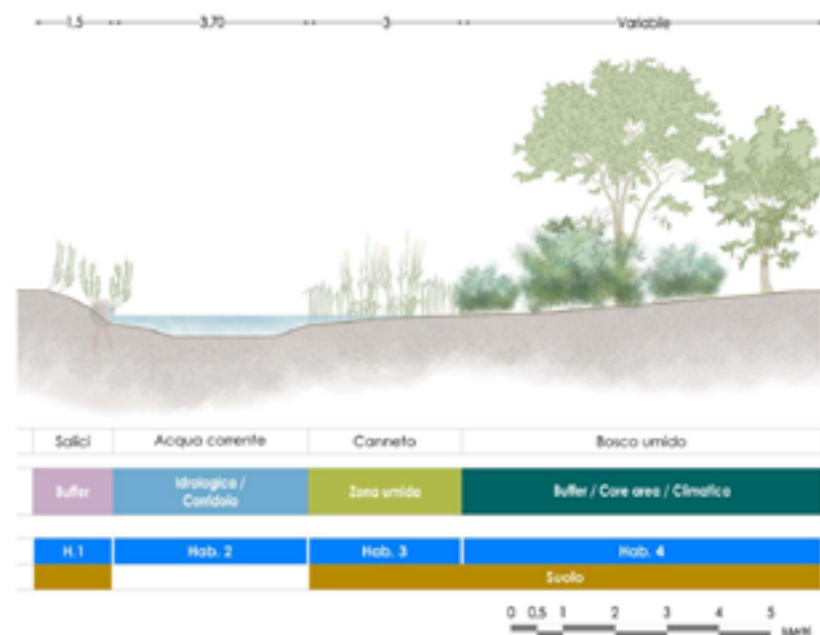 1,5 3,70 3 Variabile
Salici Acqua corrente Canneto Bosco umido
Buffer Idrologica / Corridoio Zona umida Buffer / Core area / Climatica
H.1 Hab. 2 Hab. 3 Hab. 4
Suolo
0 0,5 1 2 3 4 5